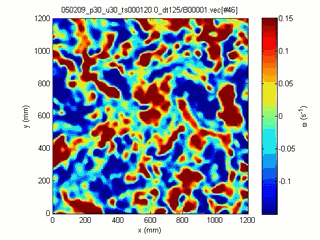 050209_p30_u30_ts000120.0_dt125/B00001.vec[#46]
1200
1000
800
600
400
200
0
y (mm)
0 200 400 600 800 1000 1200
x (mm)
0.15
0.1
0.05
0
-0.05
-0.1
ϖ (s⁻¹)